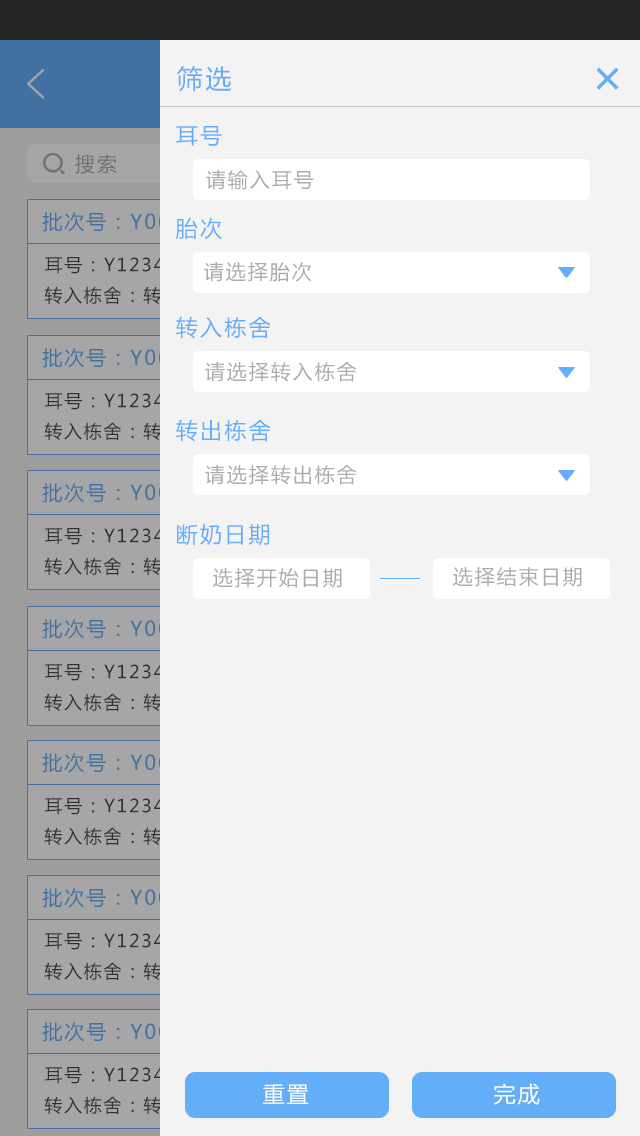 筛选
耳号
请输入耳号
胎次
请选择胎次
转入栋舍
请选择转入栋舍
转出栋舍
请选择转出栋舍
断奶日期
选择开始日期 选择结束日期
重置 完成
搜索
批次号：Y0
耳号：Y1234
转入栋舍：转
批次号：Y0
耳号：Y1234
转入栋舍：转
批次号：Y0
耳号：Y1234
转入栋舍：转
批次号：Y0
耳号：Y1234
转入栋舍：转
批次号：Y0
耳号：Y1234
转入栋舍：转
批次号：Y0
耳号：Y1234
转入栋舍：转
批次号：Y0
耳号：Y1234
转入栋舍：转